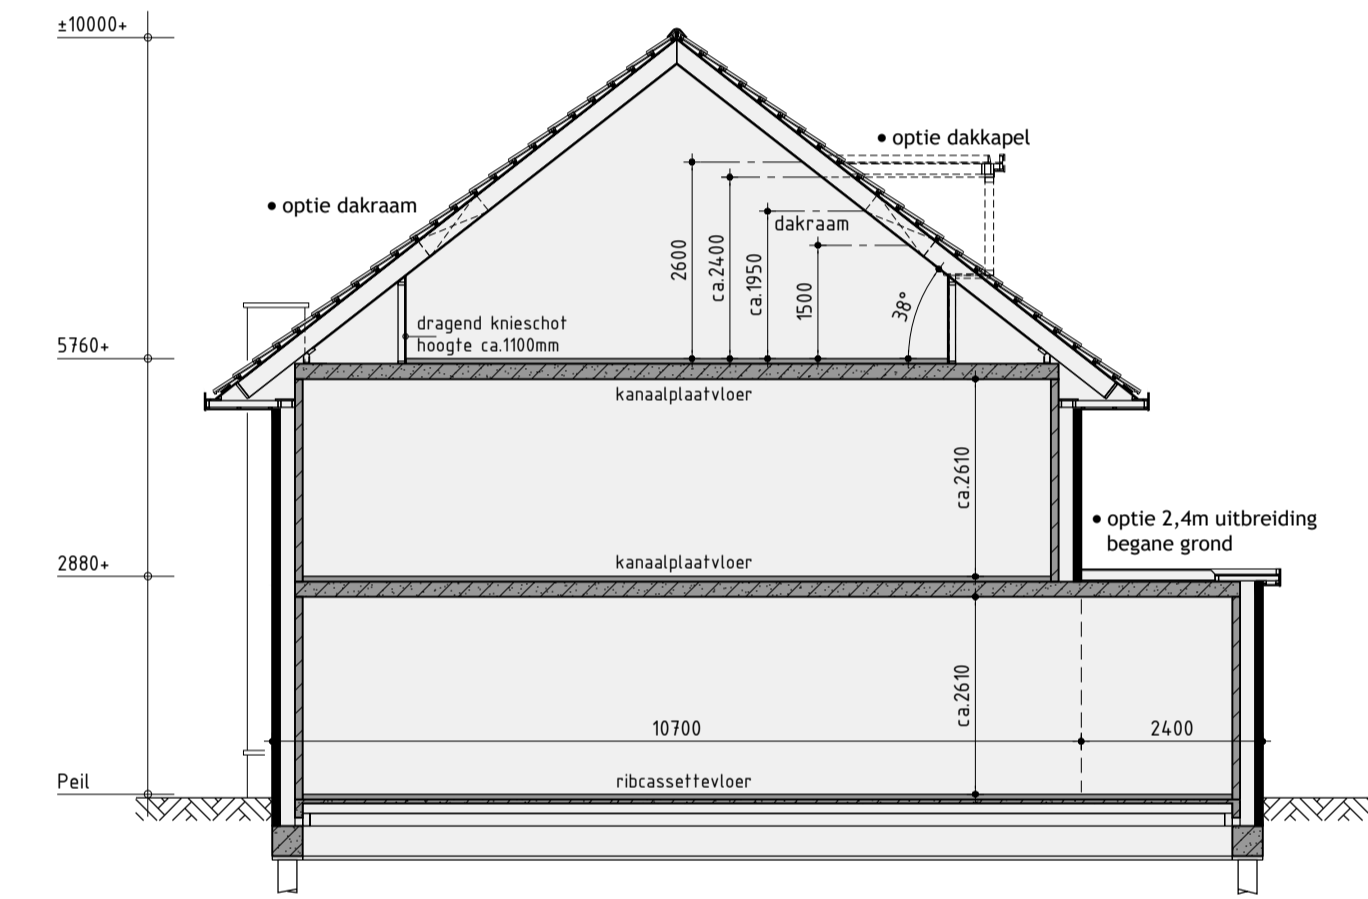 ±10000+
• optie dakkapel
• optie dakraam
dakraam
2600
ca.2400
ca.1950
1500
38°
dragend knieschot
hoogte ca.1100mm
5760+
kanaalplaatvloer
ca.2610
• optie 2,4m uitbreiding
begane grond
kanaalplaatvloer
2880+
ca.2610
10700
2400
Peil
ribcassettevloer